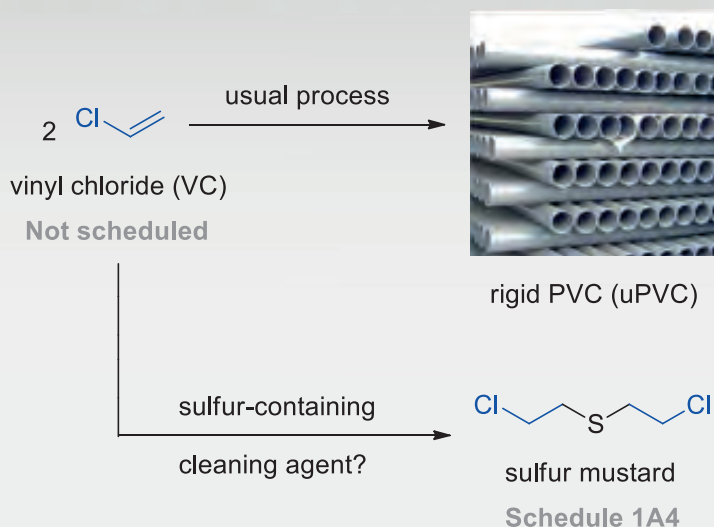 usual process
2 Cl
vinyl chloride (VC)
Not scheduled
rigid PVC (uPVC)
sulfur-containing
cleaning agent?
Cl S Cl
sulfur mustard
Schedule 1A4